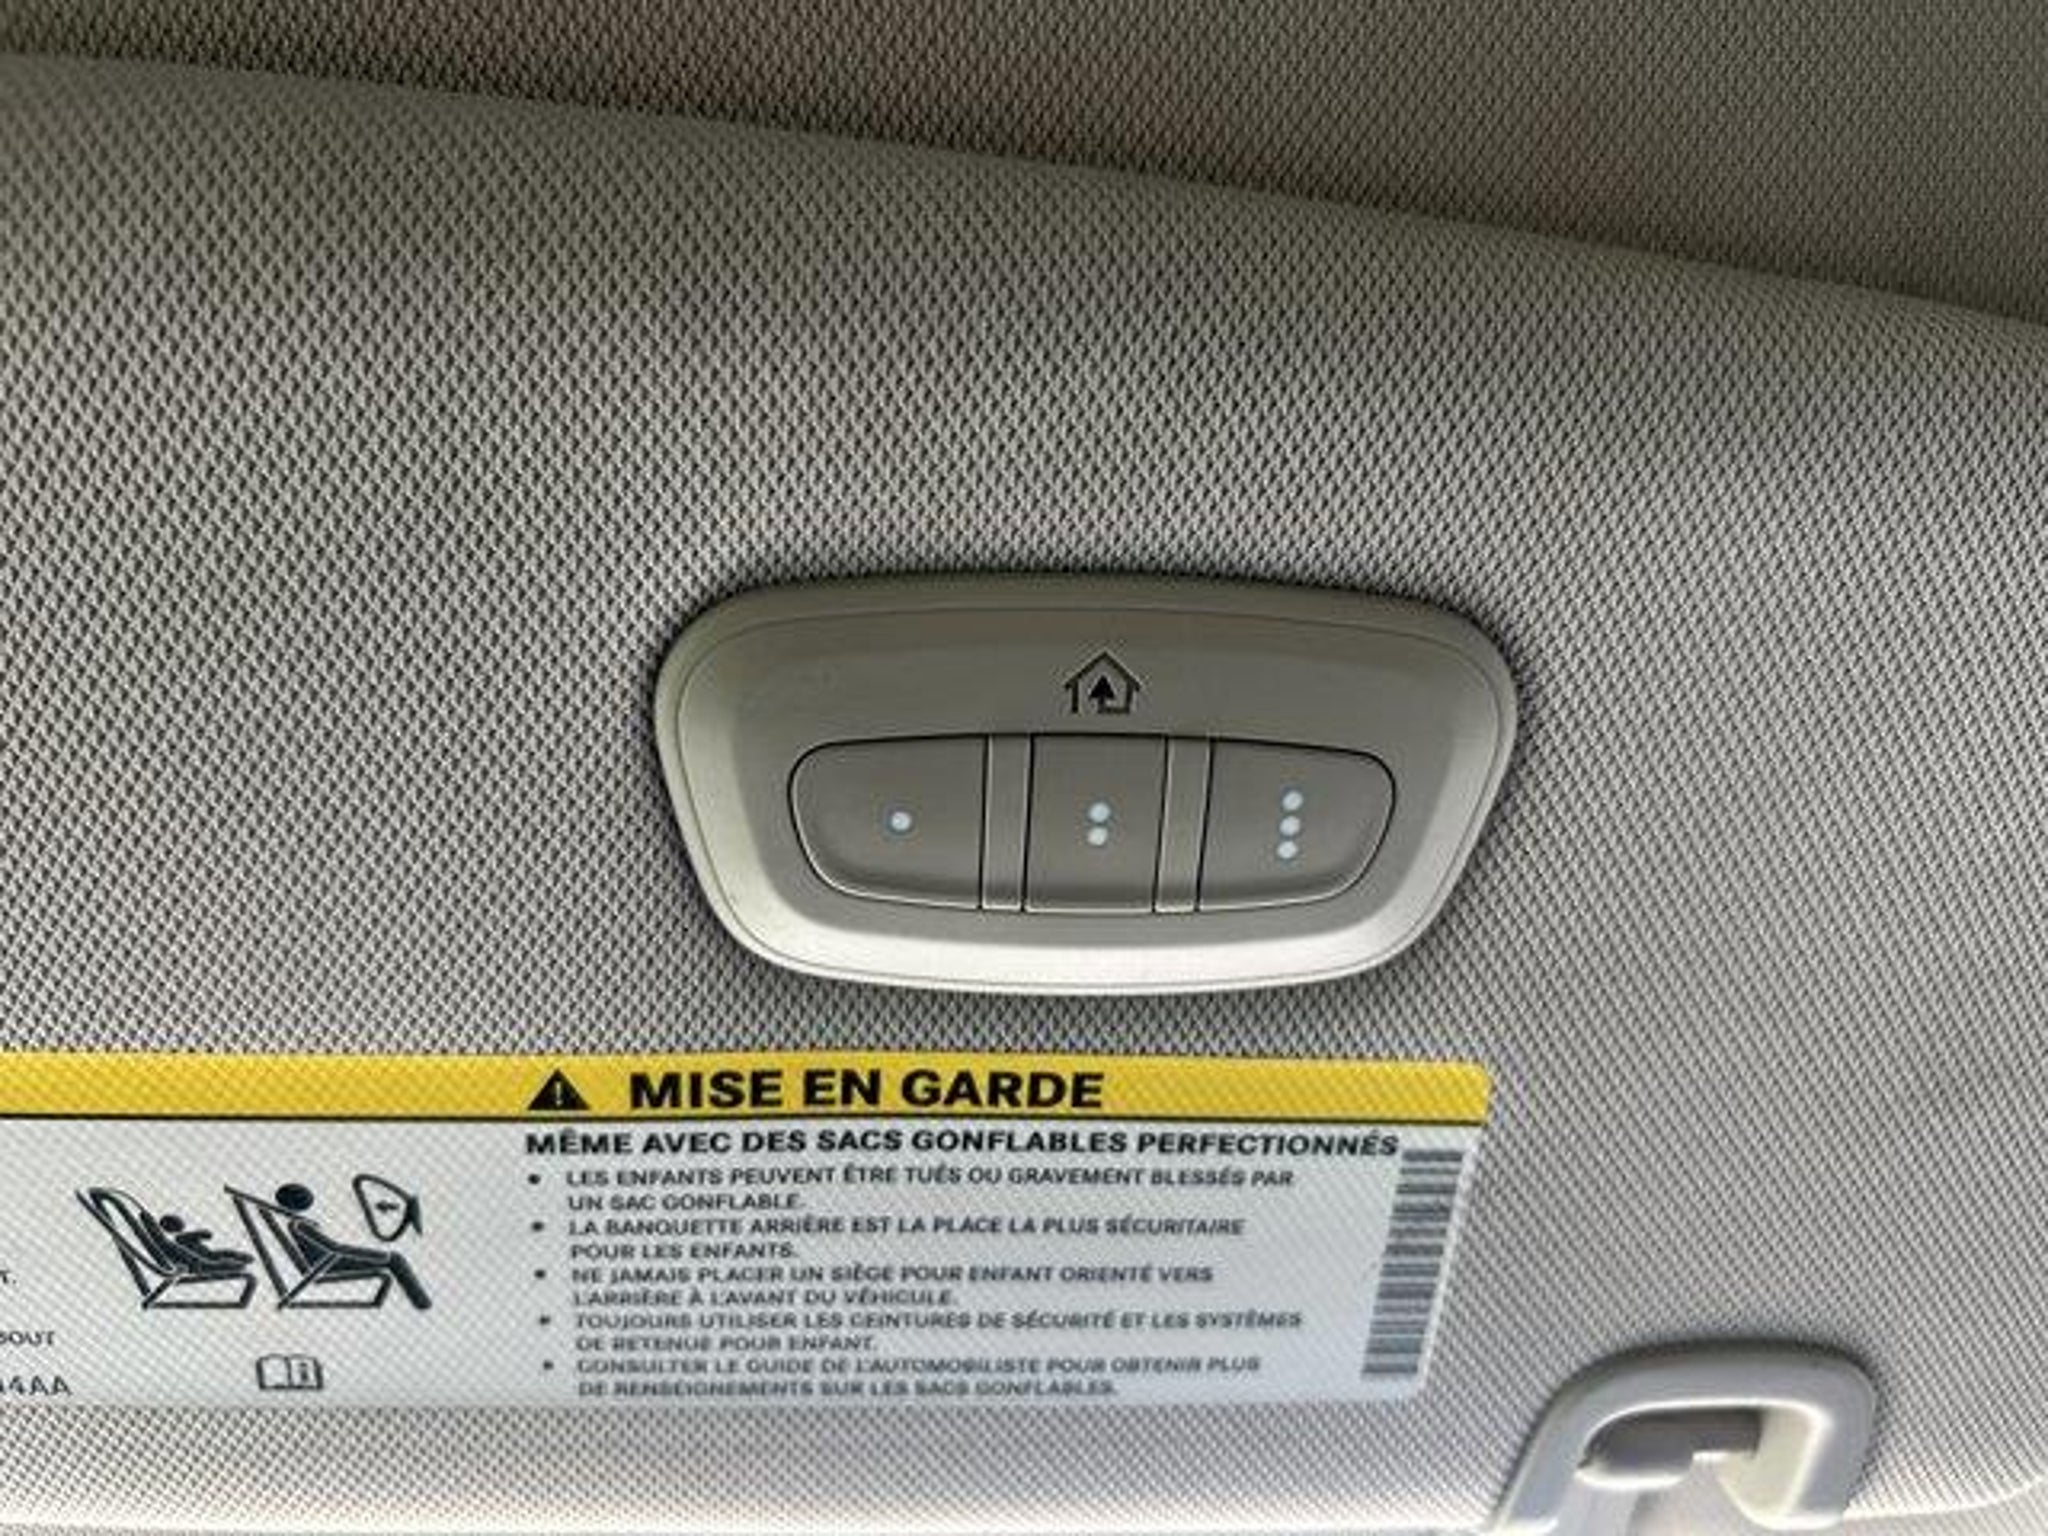 MISE EN GARDE
MÊME AVEC DES SACS GONFLABLES PERFECTIONNÉS
• LES ENFANTS PEUVENT ÊTRE TUÉS OU GRAVEMENT BLESSÉS PAR
UN SAC GONFLABLE.
• LA BANQUETTE ARRIÈRE EST LA PLACE LA PLUS SÉCURITAIRE
POUR LES ENFANTS.
• NE JAMAIS PLACER UN SIÈGE POUR ENFANT ORIENTÉ VERS
L'ARRIÈRE À L'AVANT DU VÉHICULE.
• TOUJOURS UTILISER LES CEINTURES DE SÉCURITÉ ET LES SYSTÈMES
DE RETENUE POUR ENFANT.
• CONSULTER LE GUIDE DE L'AUTOMOBILISTE POUR OBTENIR PLUS
DE RENSEIGNEMENTS SUR LES SACS GONFLABLES.
T.
BOUT
4AA